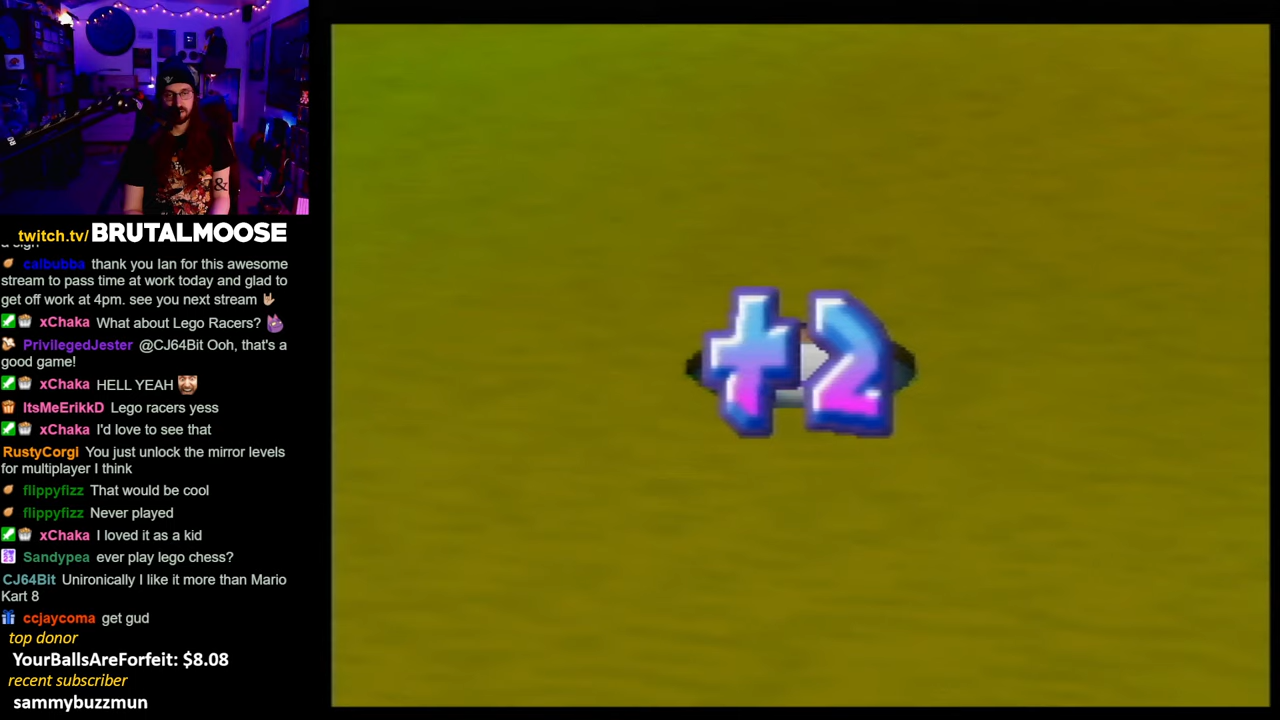 twitch.tv/BRUTALMOOSE
calbubba thank you Ian for this awesome
stream to pass time at work today and glad to
get off work at 4pm. see you next stream
xChaka What about Lego Racers?
PrivilegedJester @CJ64Bit Ooh, that's a
good game!
xChaka HELL YEAH
ItsMeErikkD Lego racers yess
xChaka I'd love to see that
RustyCorgi You just unlock the mirror levels
for multiplayer I think
flippyfizz That would be cool
flippyfizz Never played
xChaka I loved it as a kid
Sandypea ever play lego chess?
CJ64Bit Unironically I like it more than Mario
Kart 8
ccjaycoma get gud
top donor
YourBallsAreForfeit: $8.08
recent subscriber
sammybuzzmun
+2